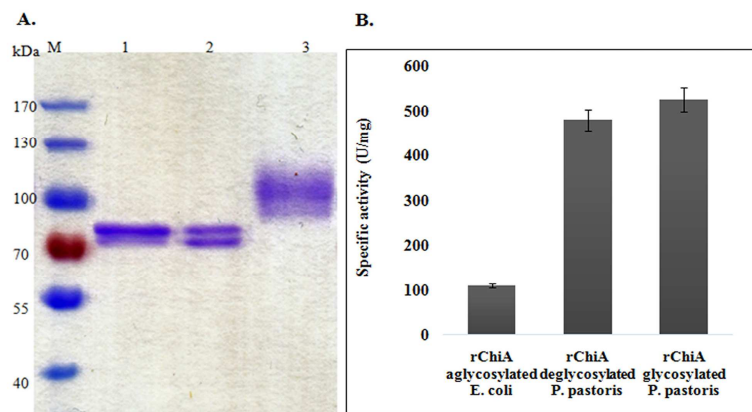 A.
B.
kDa M 1 2 3
170
130
100
70
55
40
Specific activity (U/mg)
600
500
400
300
200
100
0
rChiA aglycosylated E. coli
rChiA deglycosylated P. pastoris
rChiA glycosylated P. pastoris